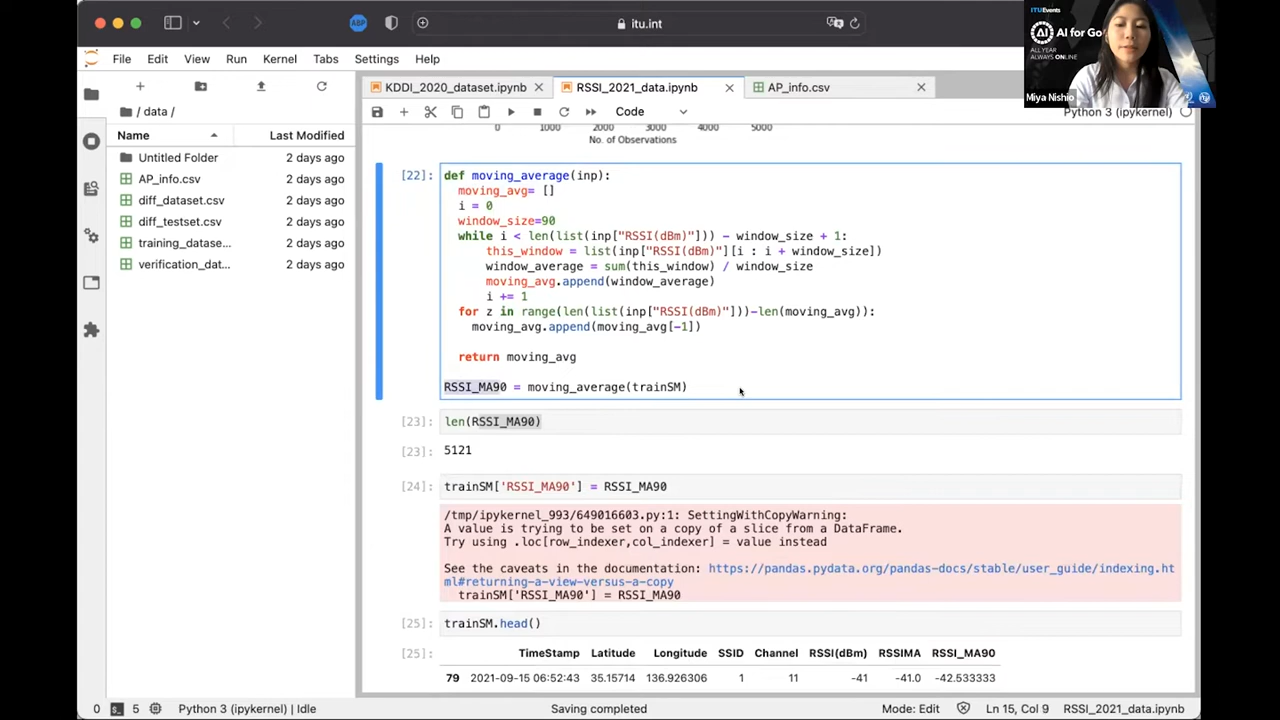 itu.int
ITUEvents
AI AI for Go
ALL YEAR
ALWAYS ONLINE
Miya Nishio
File Edit View Run Kernel Tabs Settings Help
KDDI_2020_dataset.ipynb
RSSI_2021_data.ipynb
AP_info.csv
Code
Python 3 (ipykernel)
/ data /
Name Last Modified
Untitled Folder 2 days ago
AP_info.csv 2 days ago
diff_dataset.csv 2 days ago
diff_testset.csv 2 days ago
training_datase... 2 days ago
verification_dat... 2 days ago
0 1000 2000 3000 4000 5000
No. of Observations
[22]: def moving_average(inp):
moving_avg= []
i = 0
window_size=90
while i < len(list(inp["RSSI(dBm)"])) - window_size + 1:
this_window = list(inp["RSSI(dBm)"][i : i + window_size])
window_average = sum(this_window) / window_size
moving_avg.append(window_average)
i += 1
for z in range(len(list(inp["RSSI(dBm)"]))-len(moving_avg)):
moving_avg.append(moving_avg[-1])
return moving_avg
RSSI_MA90 = moving_average(trainSM)
[23]: len(RSSI_MA90)
[23]: 5121
[24]: trainSM['RSSI_MA90'] = RSSI_MA90
/tmp/ipykernel_993/649016603.py:1: SettingWithCopyWarning:
A value is trying to be set on a copy of a slice from a DataFrame.
Try using .loc[row_indexer,col_indexer] = value instead
See the caveats in the documentation: https://pandas.pydata.org/pandas-docs/stable/user_guide/indexing.ht
ml#returning-a-view-versus-a-copy
trainSM['RSSI_MA90'] = RSSI_MA90
[25]: trainSM.head()
[25]: TimeStamp Latitude Longitude SSID Channel RSSI(dBm) RSSIMA RSSI_MA90
79 2021-09-15 06:52:43 35.15714 136.926306 1 11 -41 -41.0 -42.533333
0 5 Python 3 (ipykernel) | Idle Saving completed Mode: Edit Ln 15, Col 9 RSSI_2021_data.ipynb